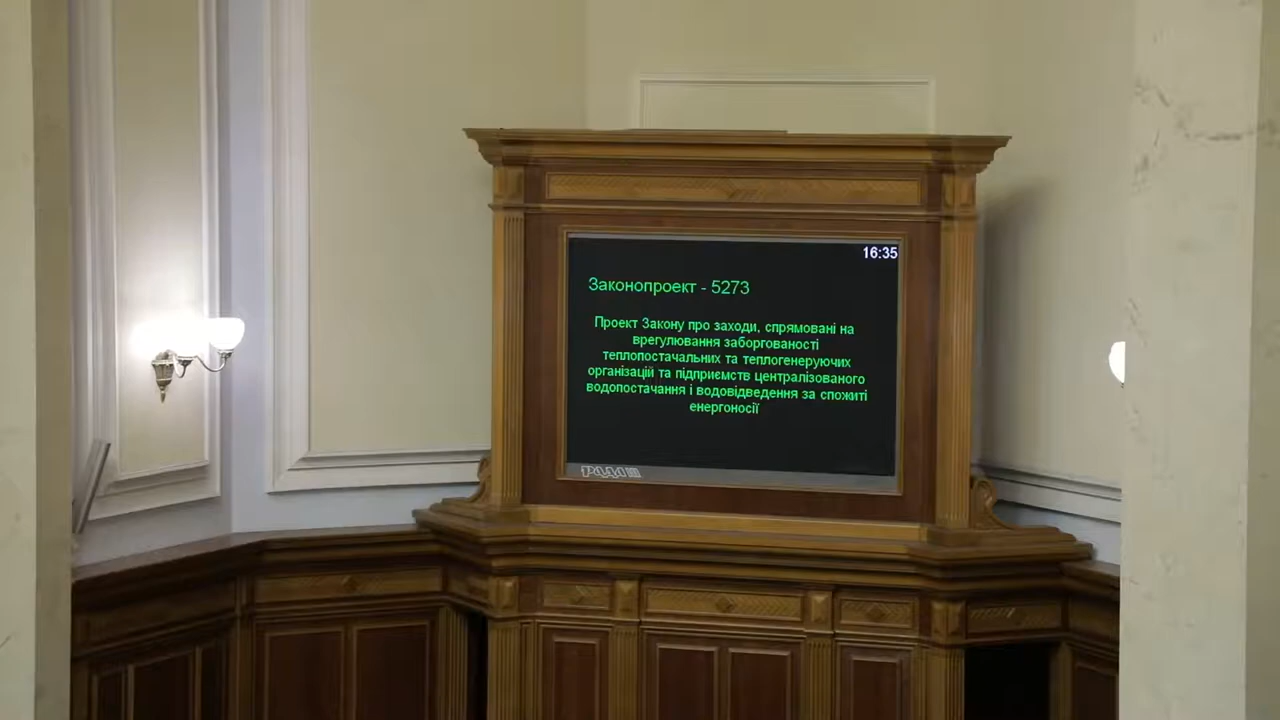 16:35
Законопроект - 5273
Проект Закону про заходи, спрямовані на
врегулювання заборгованості
теплопостачальних та теплогенеруючих
організацій та підприємств централізованого
водопостачання і водовідведення за спожиті
енергоносії
РАДА